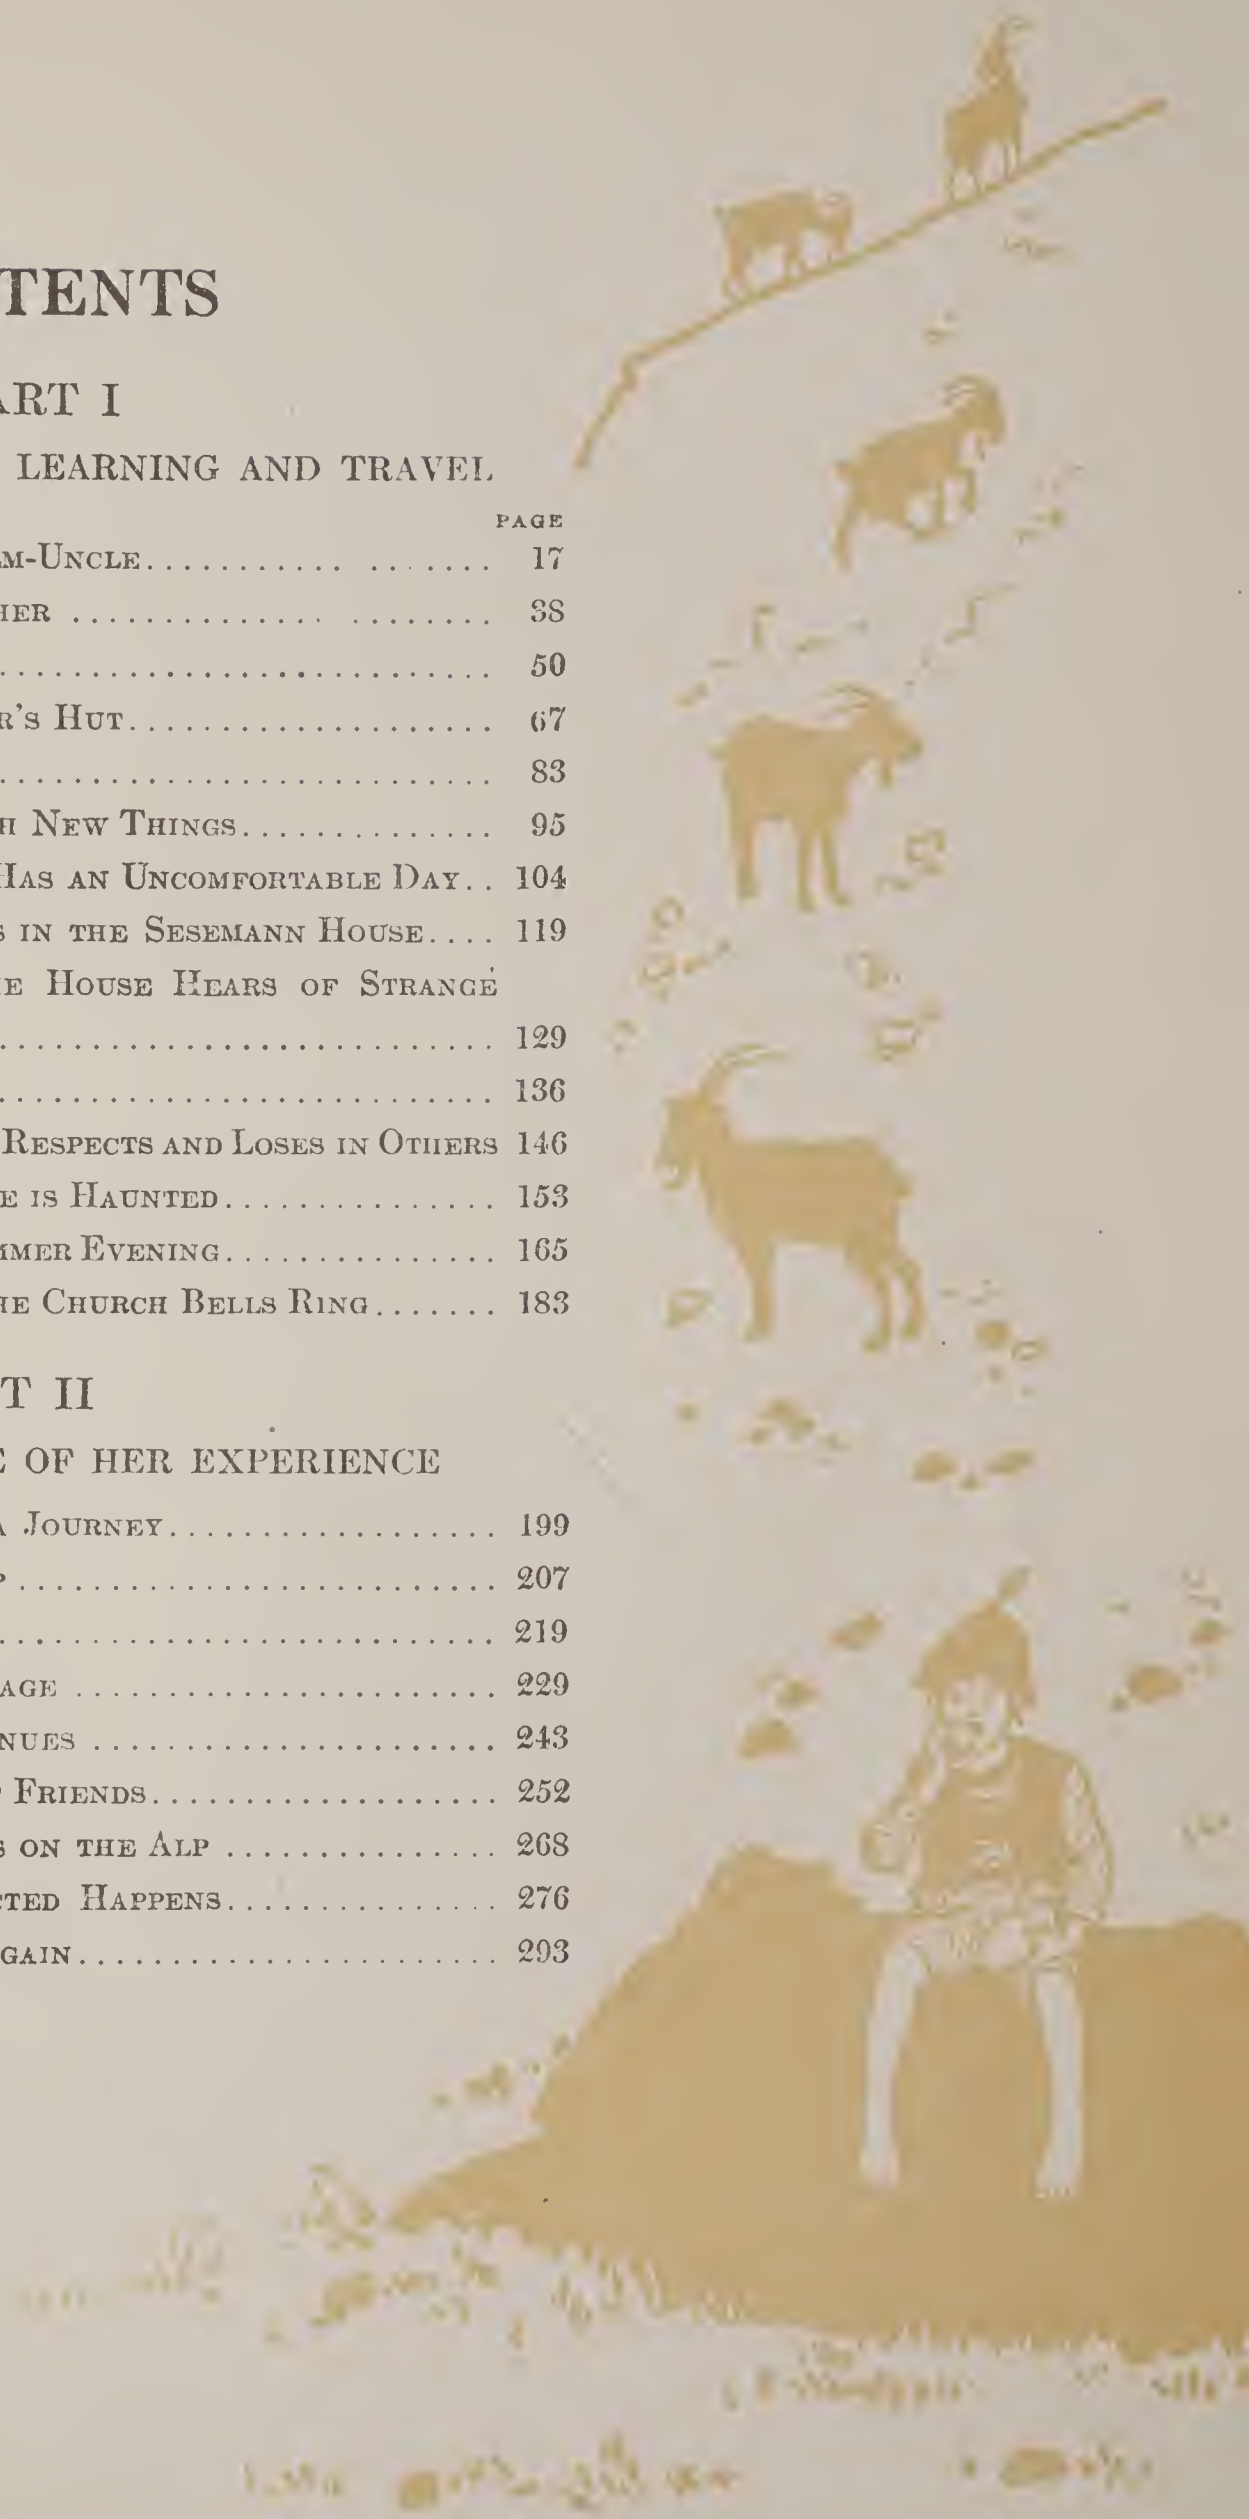 TENTS
ART I
LEARNING AND TRAVEL
PAGE
M-UNCLE.................... 17
HER ...................... 38
.......................... 50
R'S HUT.................... 67
.......................... 83
H NEW THINGS.............. 95
HAS AN UNCOMFORTABLE DAY.. 104
S IN THE SESEMANN HOUSE.... 119
E HOUSE HEARS OF STRANGE
........................... 129
........................... 136
RESPECTS AND LOSES IN OTHERS 146
E IS HAUNTED............... 153
MMER EVENING............... 165
HE CHURCH BELLS RING....... 183
T II
E OF HER EXPERIENCE
A JOURNEY.................. 199
P .......................... 207
........................... 219
AGE ....................... 229
NUES ...................... 243
FRIENDS................... 252
S ON THE ALP ............... 268
CTED HAPPENS............... 276
GAIN....................... 293